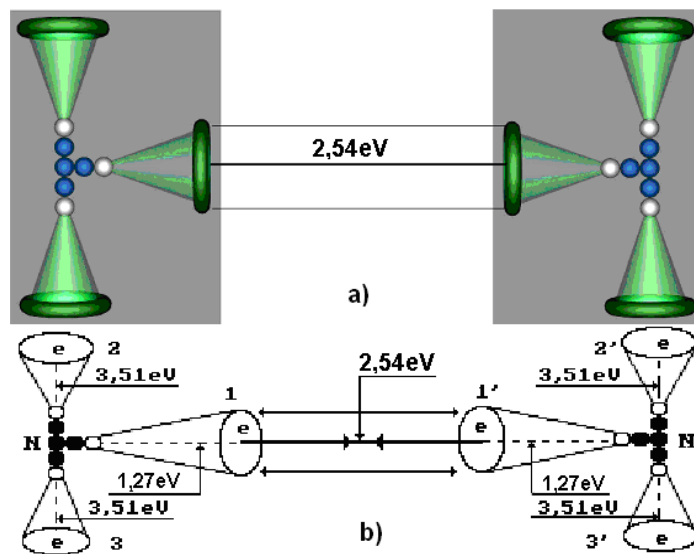 2,54eV
a)
e 2 2' e
3,51eV 2,54eV 3,51eV
1 1'
N e e N
1,27eV 1,27eV
3,51eV 3,51eV
e 3 b) 3' e